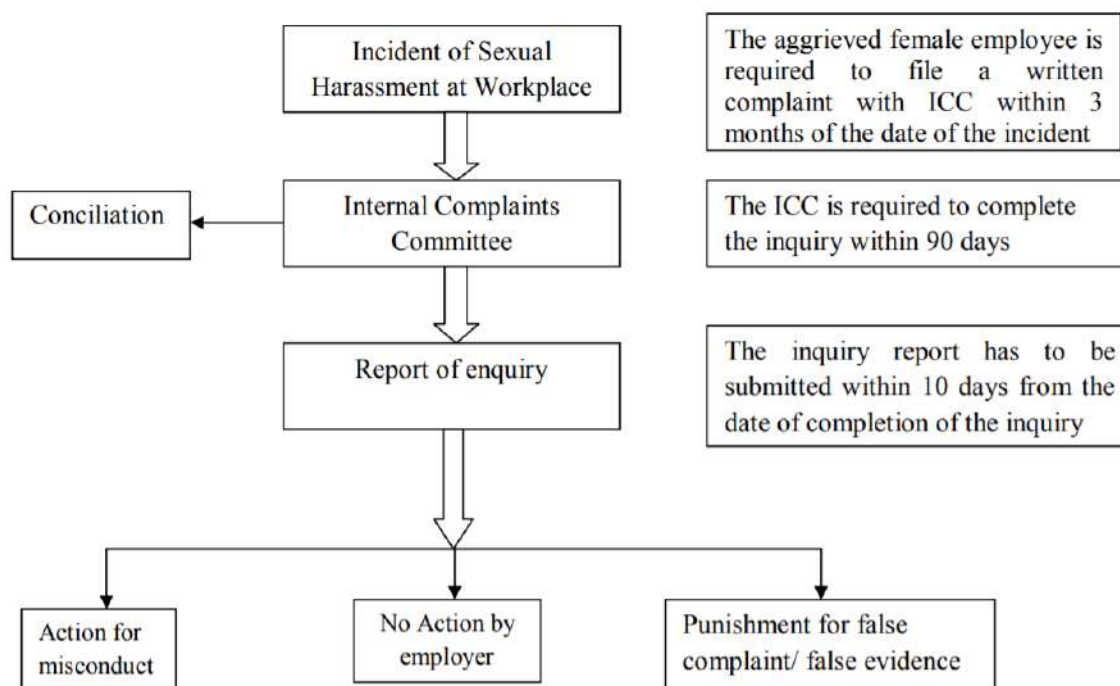 Incident of Sexual
Harassment at Workplace
The aggrieved female employee is
required to file a written
complaint with ICC within 3
months of the date of the incident
Conciliation
Internal Complaints
Committee
The ICC is required to complete
the inquiry within 90 days
Report of enquiry
The inquiry report has to be
submitted within 10 days from the
date of completion of the inquiry
Action for
misconduct
No Action by
employer
Punishment for false
complaint/ false evidence